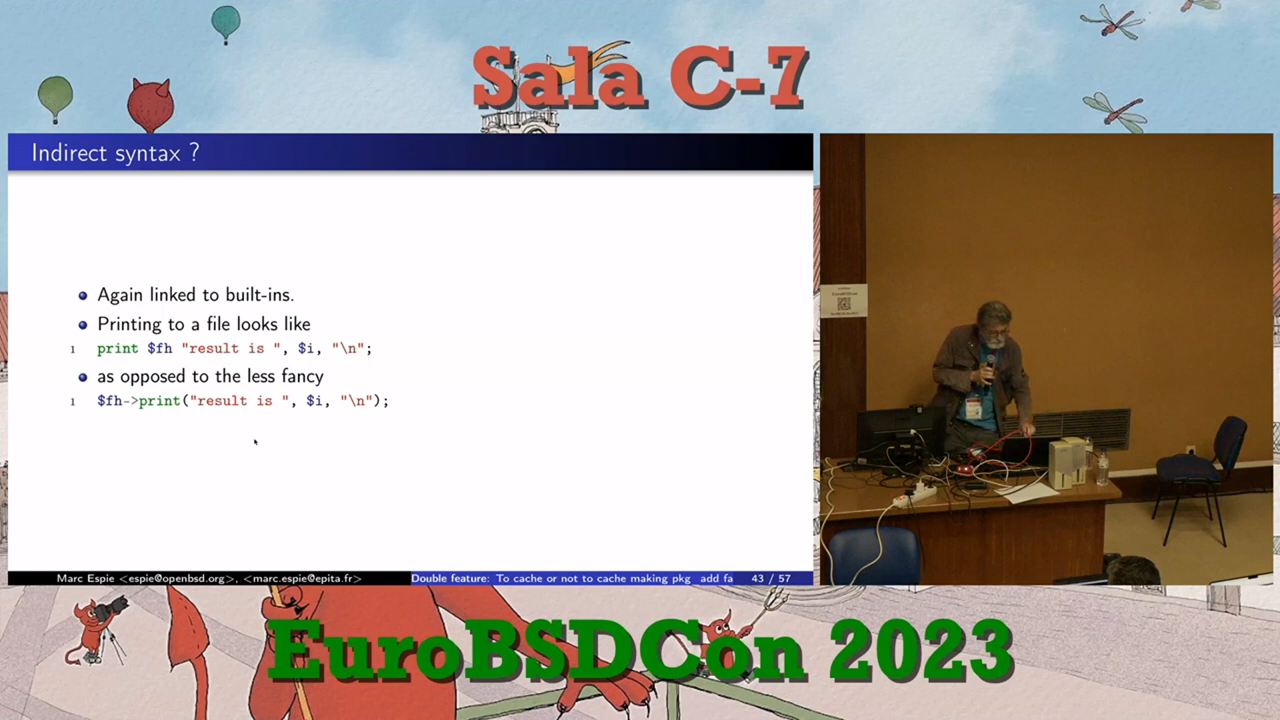 Sala C-7
Indirect syntax ?
Again linked to built-ins.
Printing to a file looks like
1 print $fh "result is ", $i, "\n";
as opposed to the less fancy
1 $fh->print("result is ", $i, "\n");
Marc Espie <espie@openbsd.org>, <marc.espie@epita.fr>
Double feature: To cache or not to cache making pkg_add fa
43 / 57
EuroBSDCon 2023